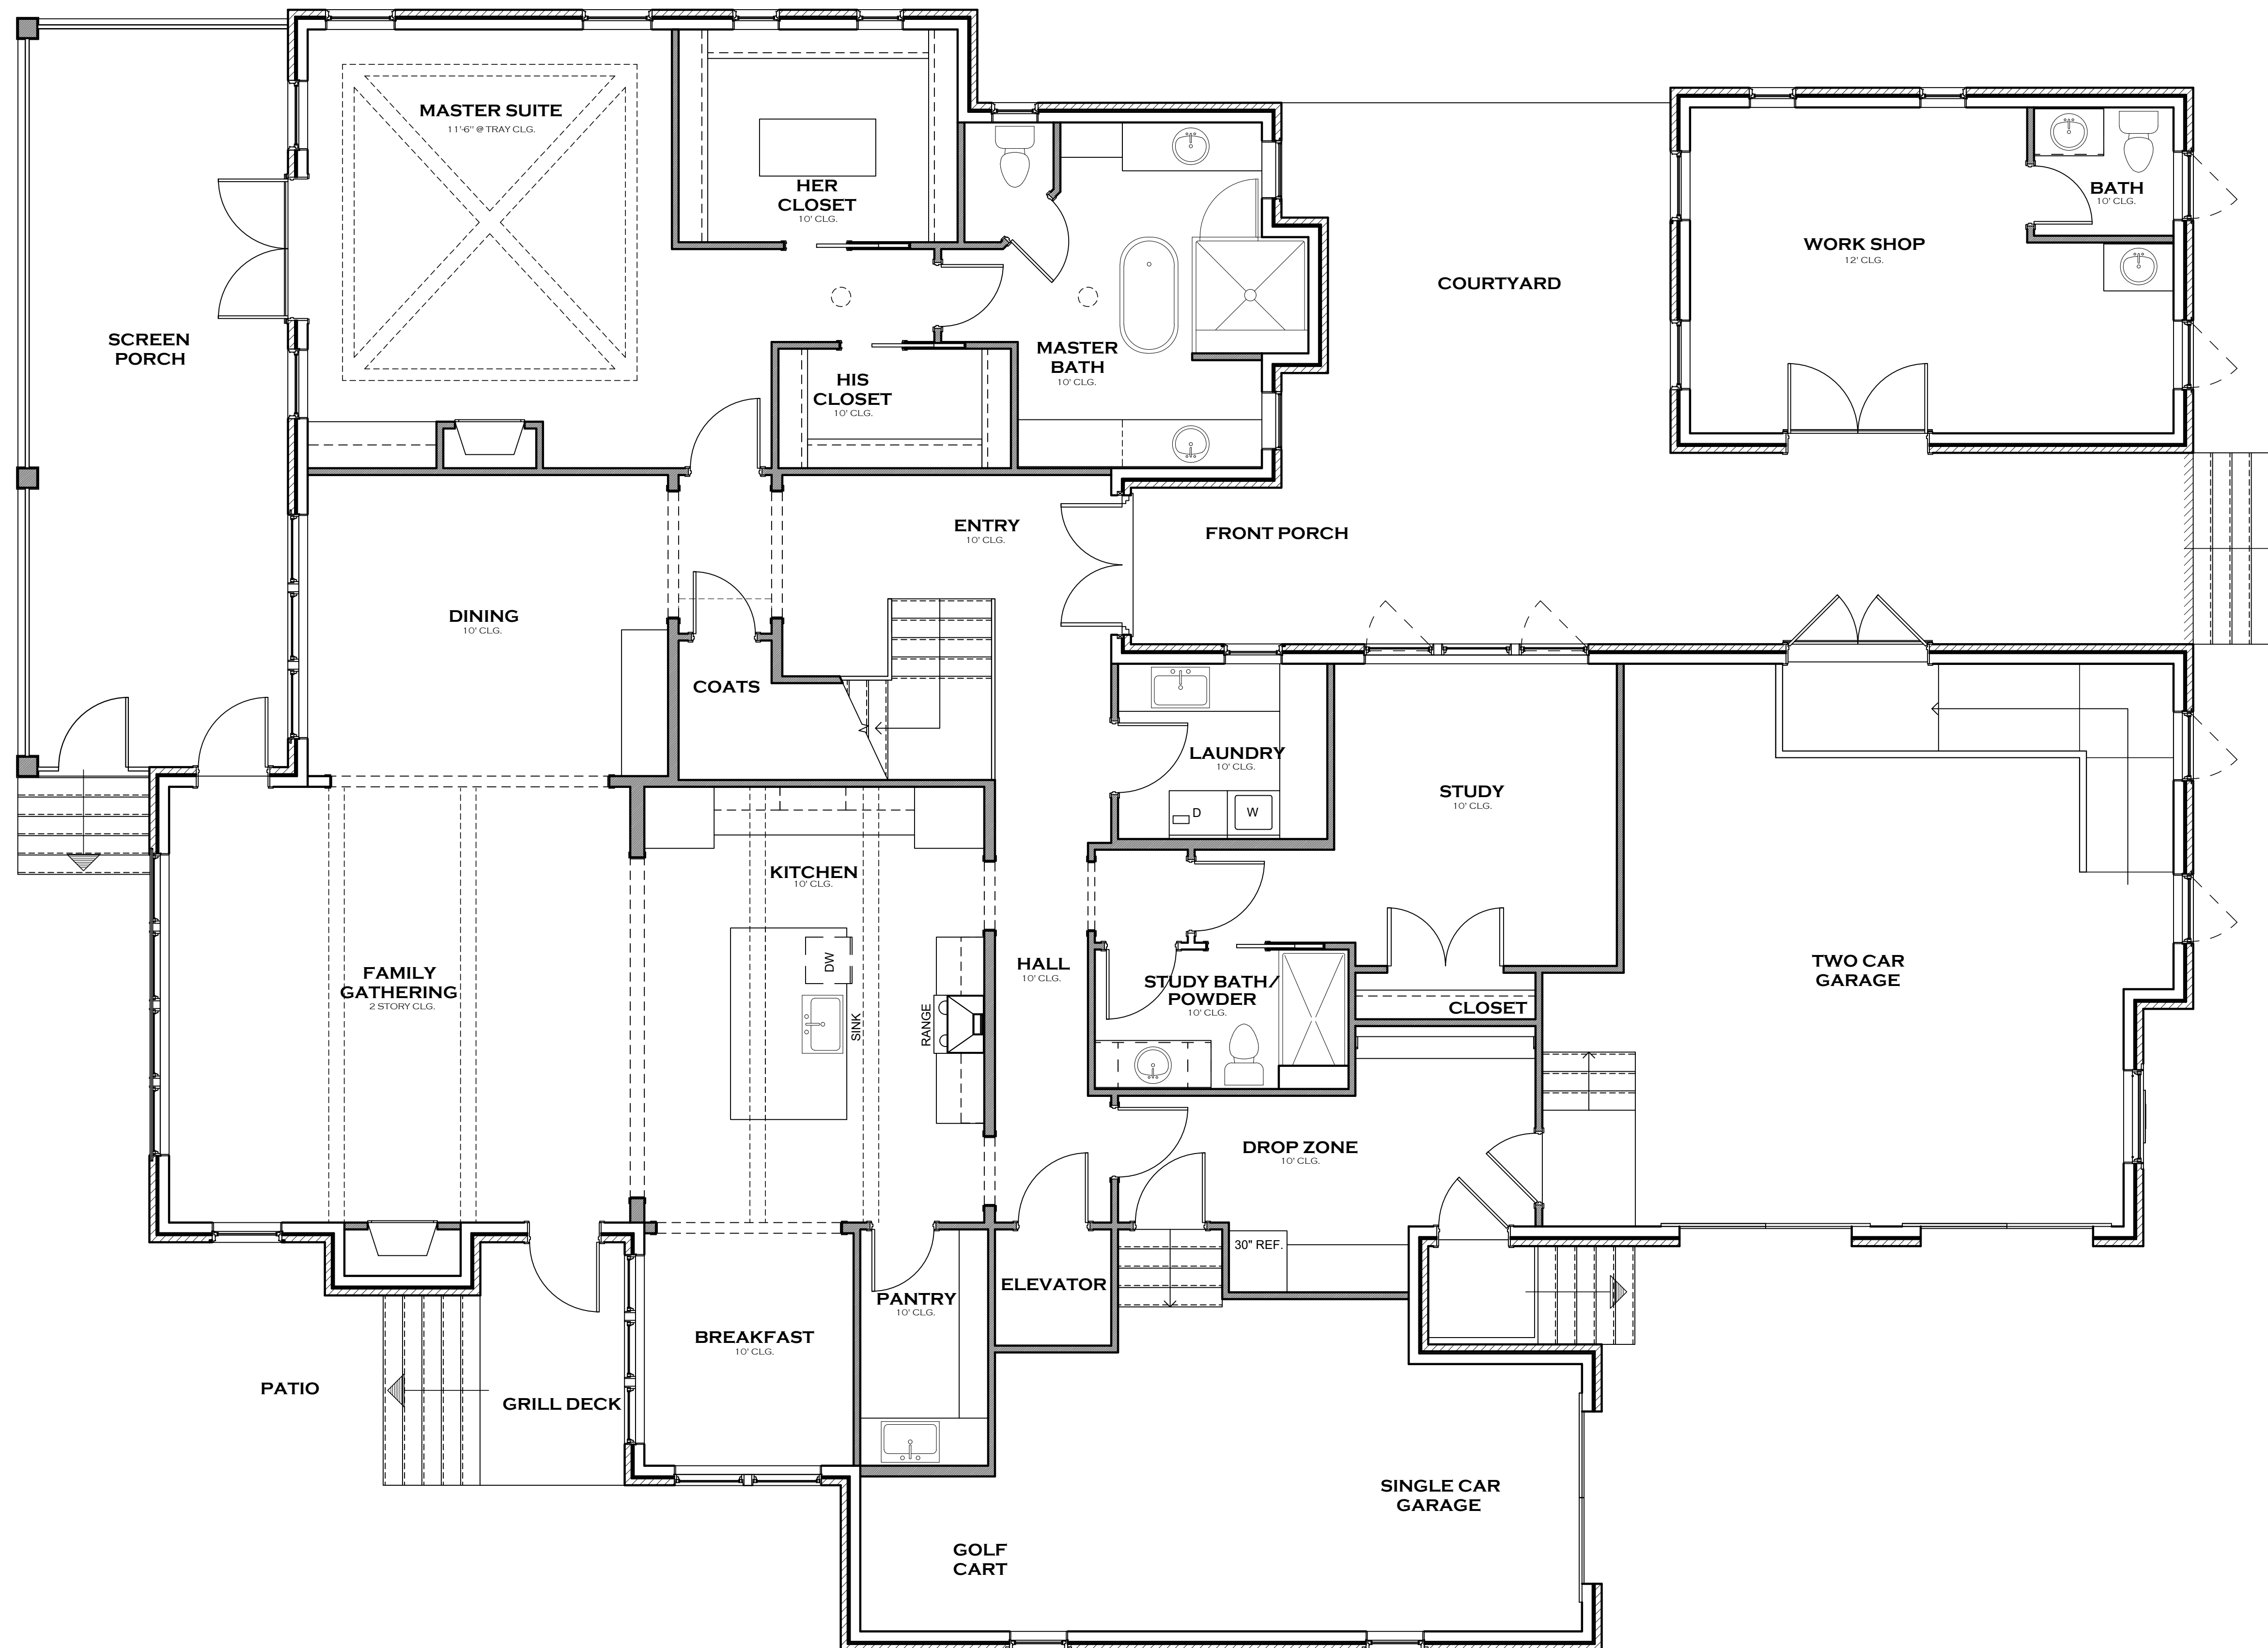 MASTER SUITE
11'-6" @ TRAY CLG.
HER
CLOSET
10' CLG.
BATH
10' CLG.
WORK SHOP
12' CLG.
COURTYARD
SCREEN
PORCH
MASTER
BATH
10' CLG.
HIS
CLOSET
10' CLG.
ENTRY
10' CLG.
FRONT PORCH
DINING
10' CLG.
COATS
LAUNDRY
10' CLG.
D
W
STUDY
10' CLG.
KITCHEN
10' CLG.
DW
SINK
RANGE
FAMILY
GATHERING
2 STORY CLG.
HALL
10' CLG.
STUDY BATH/
POWDER
10' CLG.
CLOSET
TWO CAR
GARAGE
DROP ZONE
10' CLG.
30" REF.
ELEVATOR
PANTRY
10' CLG.
BREAKFAST
10' CLG.
PATIO
GRILL DECK
SINGLE CAR
GARAGE
GOLF
CART